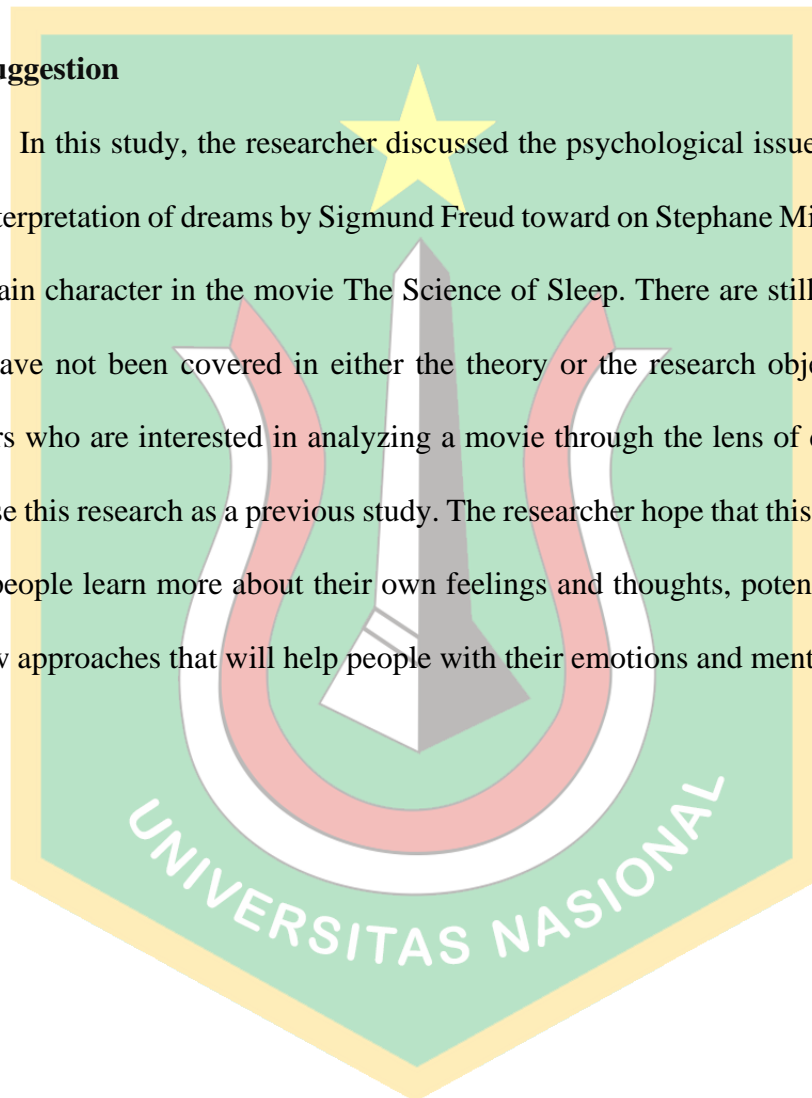 uggestion
In this study, the researcher discussed the psychological issue
terpretation of dreams by Sigmund Freud toward on Stephane Mi
ain character in the movie The Science of Sleep. There are still
ave not been covered in either the theory or the research obj
rs who are interested in analyzing a movie through the lens of
se this research as a previous study. The researcher hope that this
people learn more about their own feelings and thoughts, poten
approaches that will help people with their emotions and ment
UNIVERSITAS NASIONAL